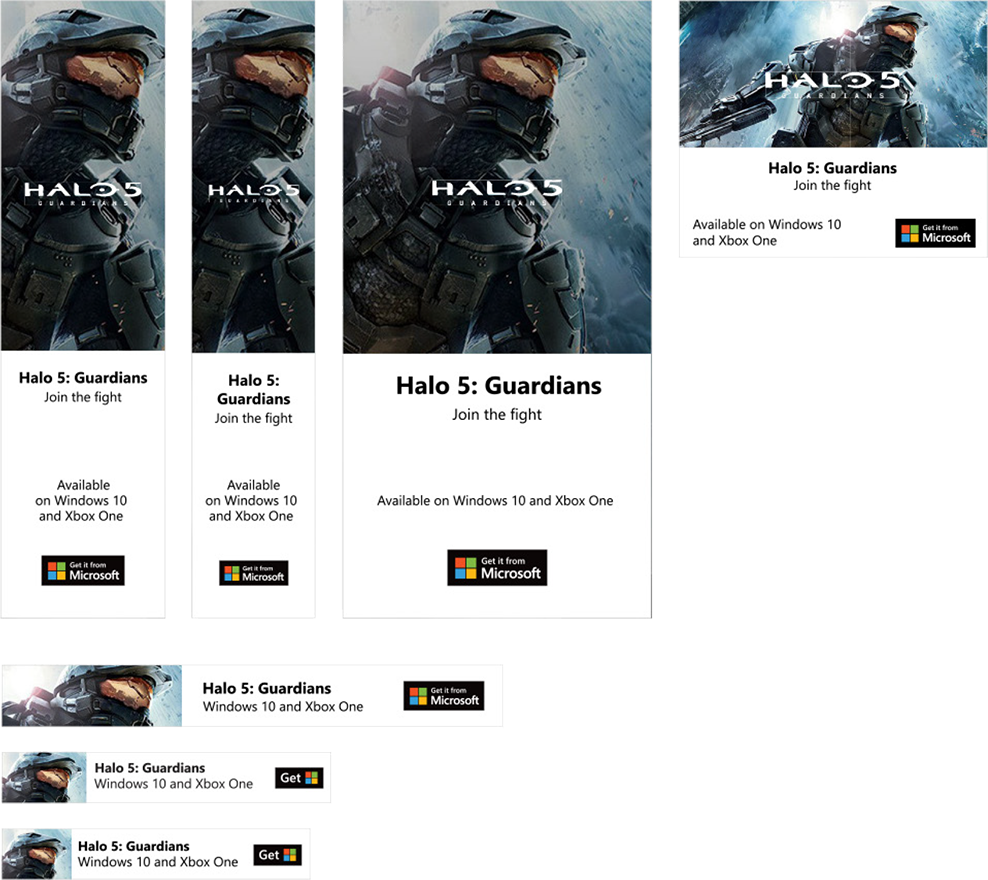 HALO 5
GUARDIANS
Halo 5: Guardians
Join the fight
Available
on Windows 10
and Xbox One
Get it from
Microsoft
HALO 5
GUARDIANS
Halo 5:
Guardians
Join the fight
Available
on Windows 10
and Xbox One
Get it from
Microsoft
HALO 5
GUARDIANS
Halo 5: Guardians
Join the fight
Available on Windows 10 and Xbox One
Get it from
Microsoft
HALO 5
GUARDIANS
Halo 5: Guardians
Join the fight
Available on Windows 10
and Xbox One
Get it from
Microsoft
Halo 5: Guardians
Windows 10 and Xbox One
Get it from
Microsoft
Halo 5: Guardians
Windows 10 and Xbox One
Get
Halo 5: Guardians
Windows 10 and Xbox One
Get